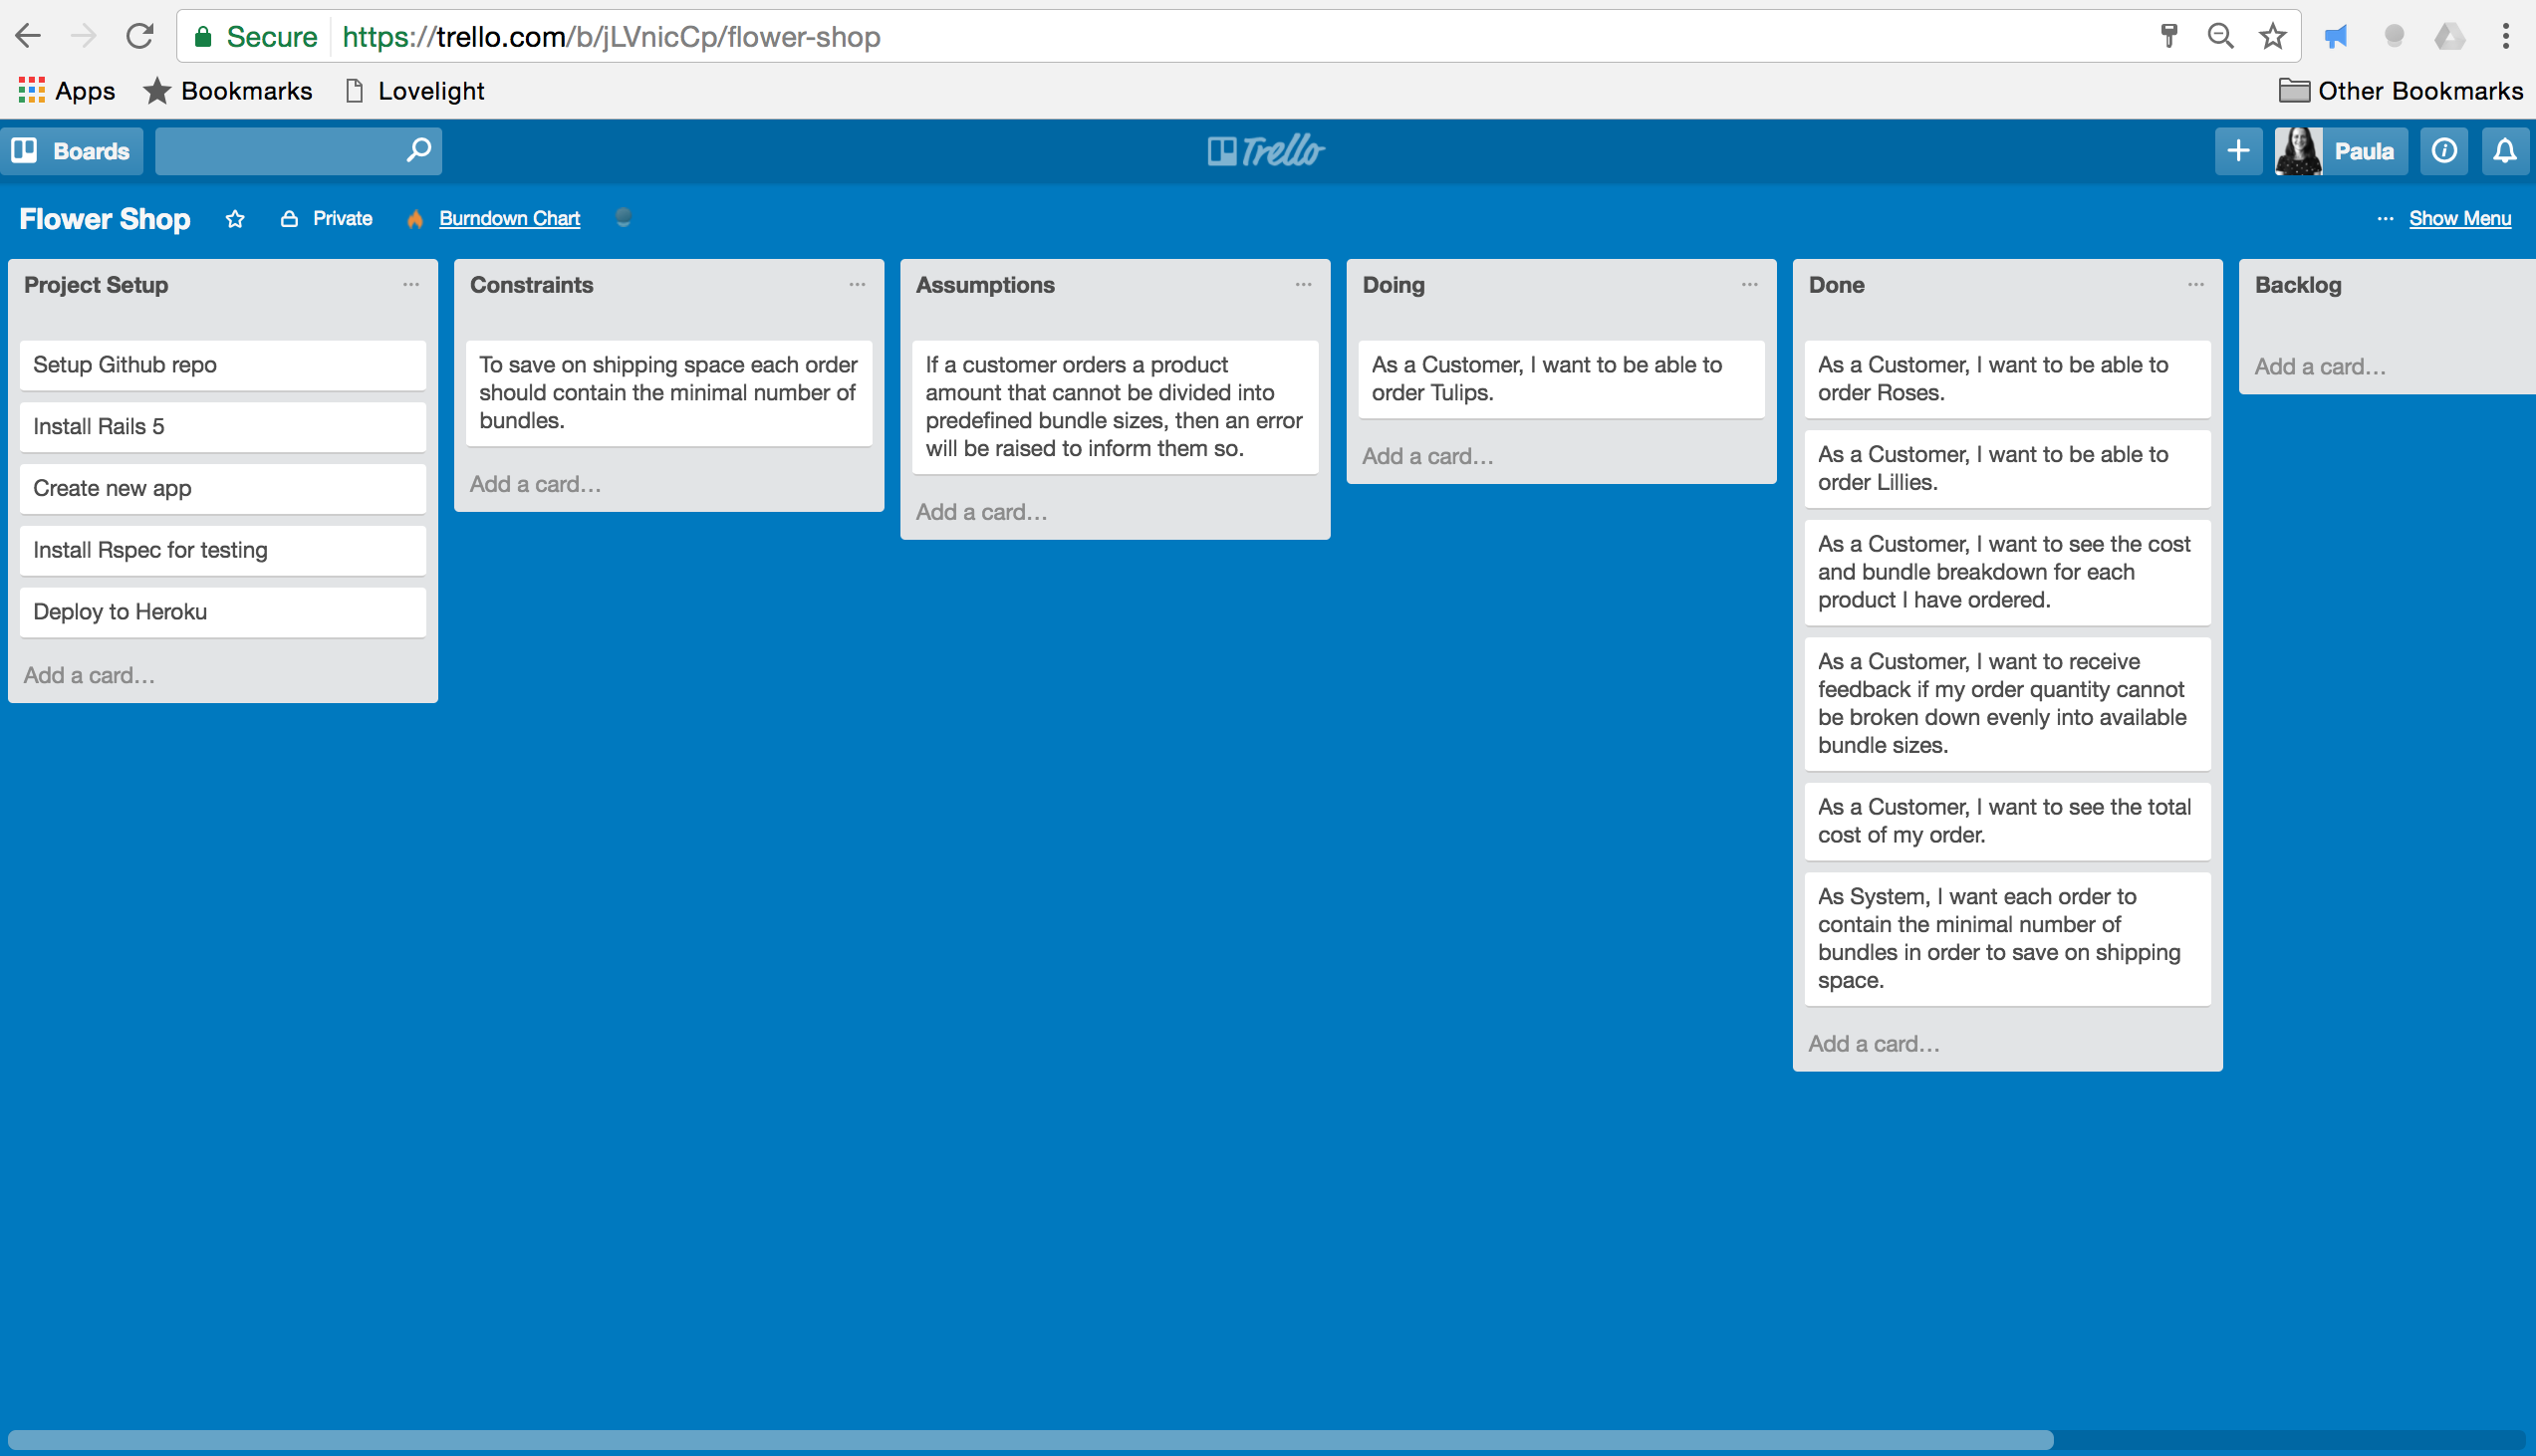 Secure https://trello.com/b/jLVnicCp/flower-shop
Apps Bookmarks Lovelight Other Bookmarks
Boards Trello Paula
Flower Shop Private Burndown Chart ... Show Menu
Project Setup ...
Setup Github repo
Install Rails 5
Create new app
Install Rspec for testing
Deploy to Heroku
Add a card...
Constraints ...
To save on shipping space each order
should contain the minimal number of
bundles.
Add a card...
Assumptions ...
If a customer orders a product
amount that cannot be divided into
predefined bundle sizes, then an error
will be raised to inform them so.
Add a card...
Doing ...
As a Customer, I want to be able to
order Tulips.
Add a card...
Done ...
As a Customer, I want to be able to
order Roses.
As a Customer, I want to be able to
order Lillies.
As a Customer, I want to see the cost
and bundle breakdown for each
product I have ordered.
As a Customer, I want to receive
feedback if my order quantity cannot
be broken down evenly into available
bundle sizes.
As a Customer, I want to see the total
cost of my order.
As System, I want each order to
contain the minimal number of
bundles in order to save on shipping
space.
Add a card...
Backlog
Add a card...